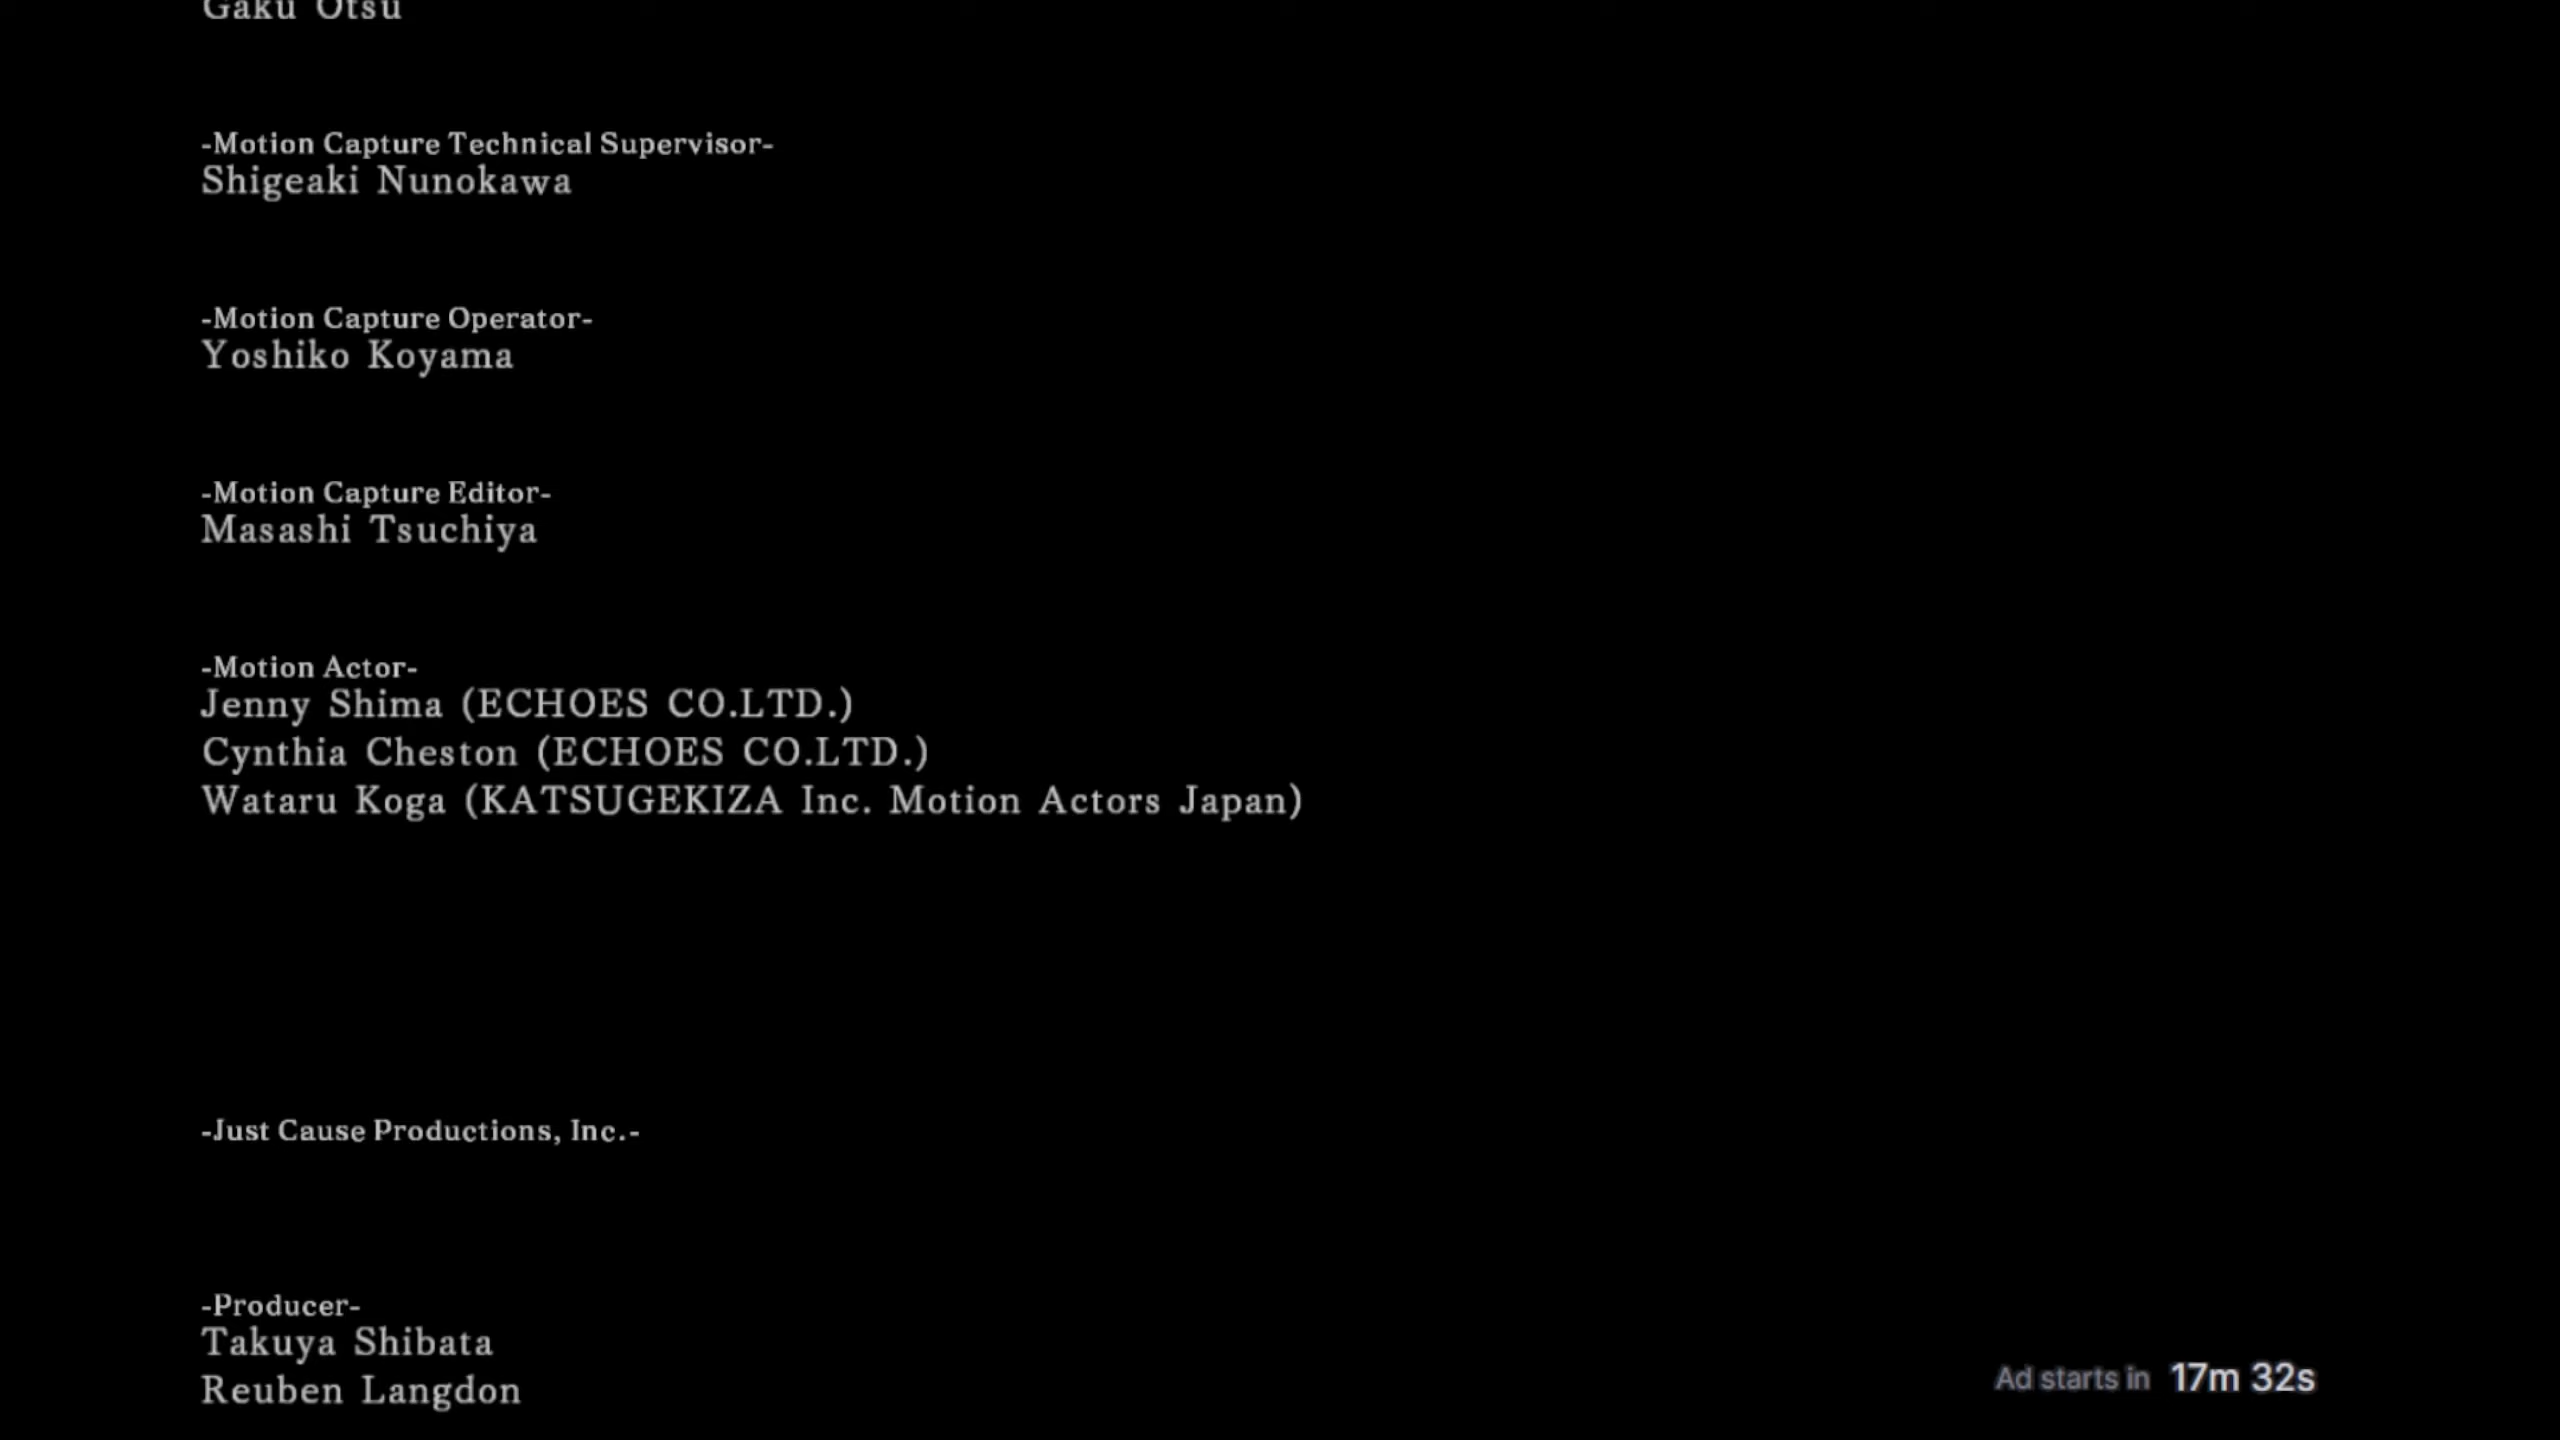 Gaku Otsu
-Motion Capture Technical Supervisor-
Shigeaki Nunokawa
-Motion Capture Operator-
Yoshiko Koyama
-Motion Capture Editor-
Masashi Tsuchiya
-Motion Actor-
Jenny Shima (ECHOES CO.LTD.)
Cynthia Cheston (ECHOES CO.LTD.)
Wataru Koga (KATSUGEKIZA Inc. Motion Actors Japan)
-Just Cause Productions, Inc.-
-Producer-
Takuya Shibata
Reuben Langdon
Ad starts in 17m 32s